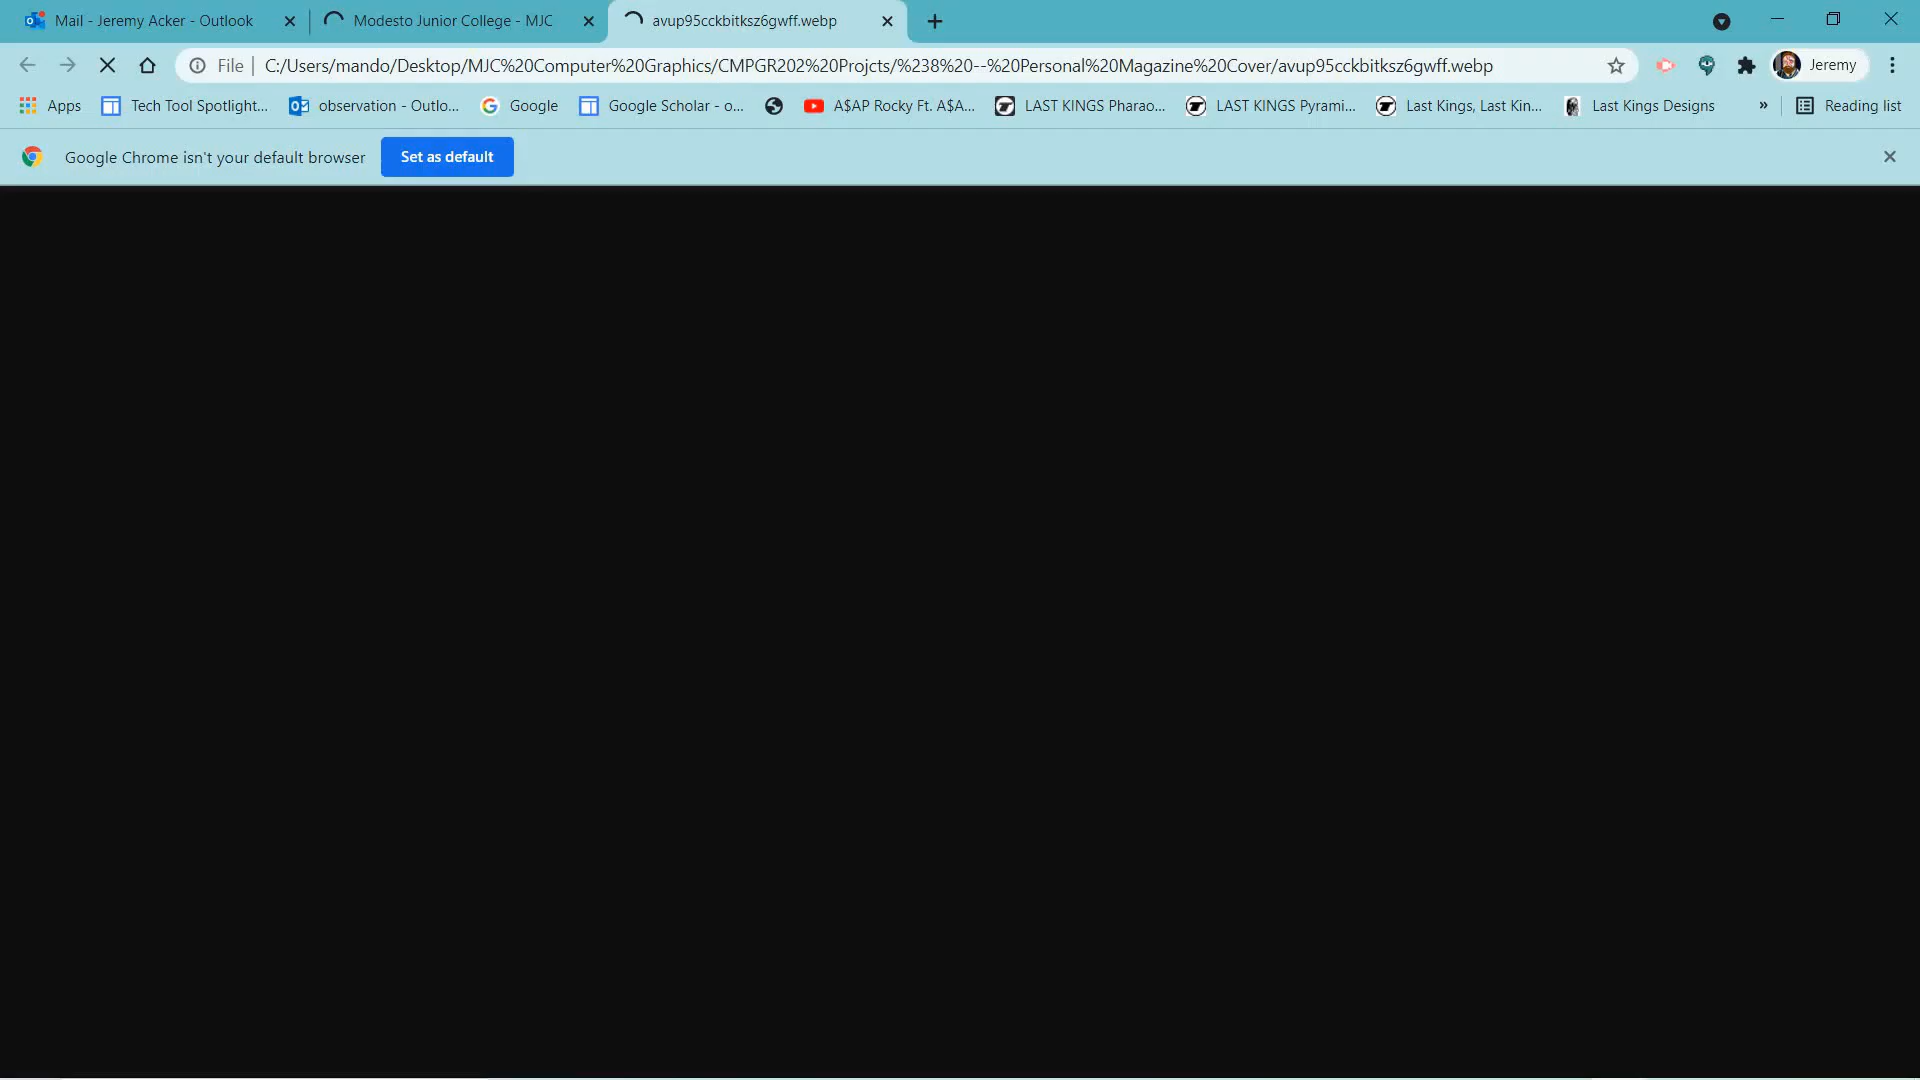 Mail - Jeremy Acker - Outlook
Modesto Junior College - MJC
avup95cckbitksz6gwff.webp
File
C:/Users/mando/Desktop/MJC%20Computer%20Graphics/CMPGR202%20Projcts/%238%20--%20Personal%20Magazine%20Cover/avup95cckbitksz6gwff.webp
Jeremy
Apps
Tech Tool Spotlight...
observation - Outlo...
Google
Google Scholar - o...
A$AP Rocky Ft. A$A...
LAST KINGS Pharao...
LAST KINGS Pyrami...
Last Kings, Last Kin...
Last Kings Designs
»
Reading list
Google Chrome isn't your default browser
Set as default